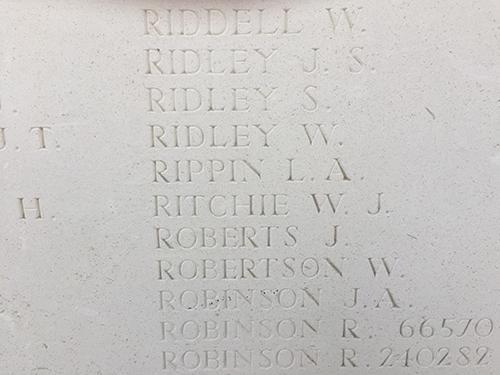 RIDDELL W.
RIDLEY J. S.
RIDLEY S.
J. T. RIDLEY W.
RIPPIN L. A.
H. RITCHIE W. J.
ROBERTS J.
ROBERTSON W.
ROBINSON J. A.
ROBINSON R. 66570
ROBINSON R. 240282